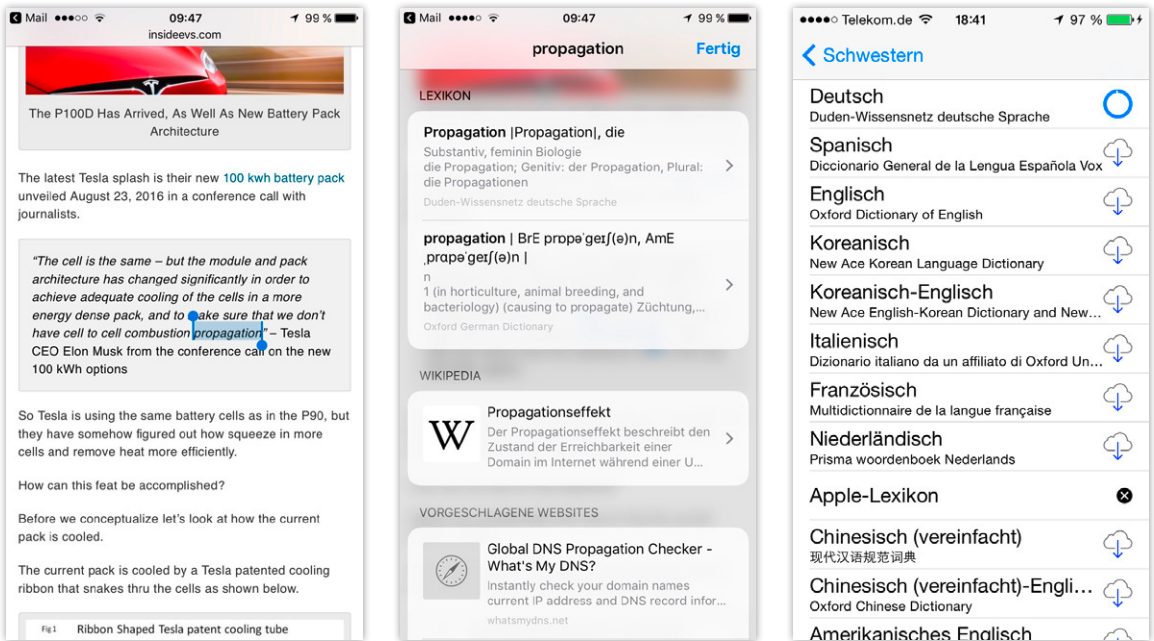 Mail 09:47 99 %
insideevs.com
The P100D Has Arrived, As Well As New Battery Pack
Architecture
The latest Tesla splash is their new 100 kwh battery pack
unveiled August 23, 2016 in a conference call with
journalists.
“The cell is the same – but the module and pack
architecture has changed significantly in order to
achieve adequate cooling of the cells in a more
energy dense pack, and to make sure that we don’t
have cell to cell combustion propagation” – Tesla
CEO Elon Musk from the conference call on the new
100 kWh options
So Tesla is using the same battery cells as in the P90, but
they have somehow figured out how squeeze in more
cells and remove heat more efficiently.
How can this feat be accomplished?
Before we conceptualize let’s look at how the current
pack is cooled.
The current pack is cooled by a Tesla patented cooling
ribbon that snakes thru the cells as shown below.
Fig 1 Ribbon Shaped Tesla patent cooling tube
Mail 09:47 99 %
propagation Fertig
LEXIKON
Propagation |Propagation|, die
Substantiv, feminin Biologie
die Propagation; Genitiv: der Propagation, Plural:
die Propagationen
Duden-Wissensnetz deutsche Sprache
propagation | BrE prɒpəˈɡeɪʃ(ə)n, AmE
ˌprɑpəˈɡeɪʃ(ə)n |
n
1 (in horticulture, animal breeding, and
bacteriology) (causing to propagate) Züchtung,...
Oxford German Dictionary
WIKIPEDIA
W
Propagationseffekt
Der Propagationseffekt beschreibt den
Zustand der Erreichbarkeit einer
Domain im Internet während einer U...
VORGESCHLAGENE WEBSITES
Global DNS Propagation Checker -
What's My DNS?
Instantly check your domain names
current IP address and DNS record infor...
whatsmydns.net
Telekom.de 18:41 97 %
Schwestern
Deutsch
Duden-Wissensnetz deutsche Sprache
Spanisch
Diccionario General de la Lengua Española Vox
Englisch
Oxford Dictionary of English
Koreanisch
New Ace Korean Language Dictionary
Koreanisch-Englisch
New Ace English-Korean Dictionary and New...
Italienisch
Dizionario italiano da un affiliato di Oxford Un...
Französisch
Multidictionnaire de la langue française
Niederländisch
Prisma woordenboek Nederlands
Apple-Lexikon
Chinesisch (vereinfacht)
现代汉语规范词典
Chinesisch (vereinfacht)-Engli...
Oxford Chinese Dictionary
Amerikanisches Englisch